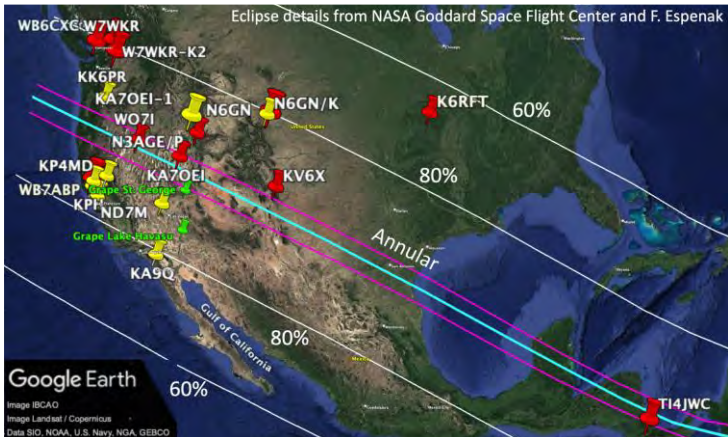 Eclipse details from NASA Goddard Space Flight Center and F. Espenak
WB6CXC
W7WKR
W7WKR-K2
KK6PR
KA7OEI-1
N6GN
N6GN/K
K6RFT
60%
United States
WO7I
N3AGE/P
80%
KP4MD
KA7OEI
KV6X
WB7ABP
Grape St. George
KPH
ND7M
Annular
Grape Lake Havasu
KA9Q
Gulf of California
80%
Mexico
60%
TI4JWC
Google Earth
Image IBCAO
Image Landsat / Copernicus
Data SIO, NOAA, U.S. Navy, NGA, GEBCO